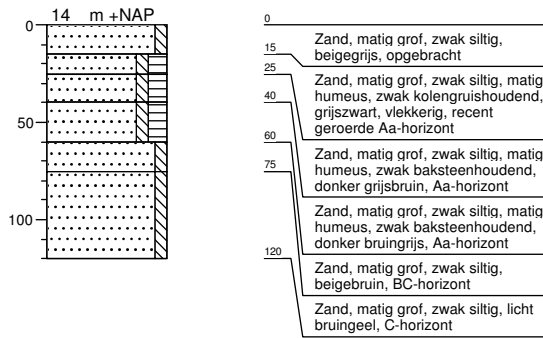 14 m +NAP
0
50
100
0
Zand, matig grof, zwak siltig,
beigegrijs, opgebracht
15
Zand, matig grof, zwak siltig, matig
humeus, zwak kolengruishoudend,
grijszwart, vlekkerig, recent
geroerde Aa-horizont
25
Zand, matig grof, zwak siltig, matig
humeus, zwak baksteenhoudend,
donker grijsbruin, Aa-horizont
40
Zand, matig grof, zwak siltig, matig
humeus, zwak baksteenhoudend,
donker bruingrijs, Aa-horizont
60
Zand, matig grof, zwak siltig,
beigebruin, BC-horizont
75
Zand, matig grof, zwak siltig, licht
bruingeel, C-horizont
120